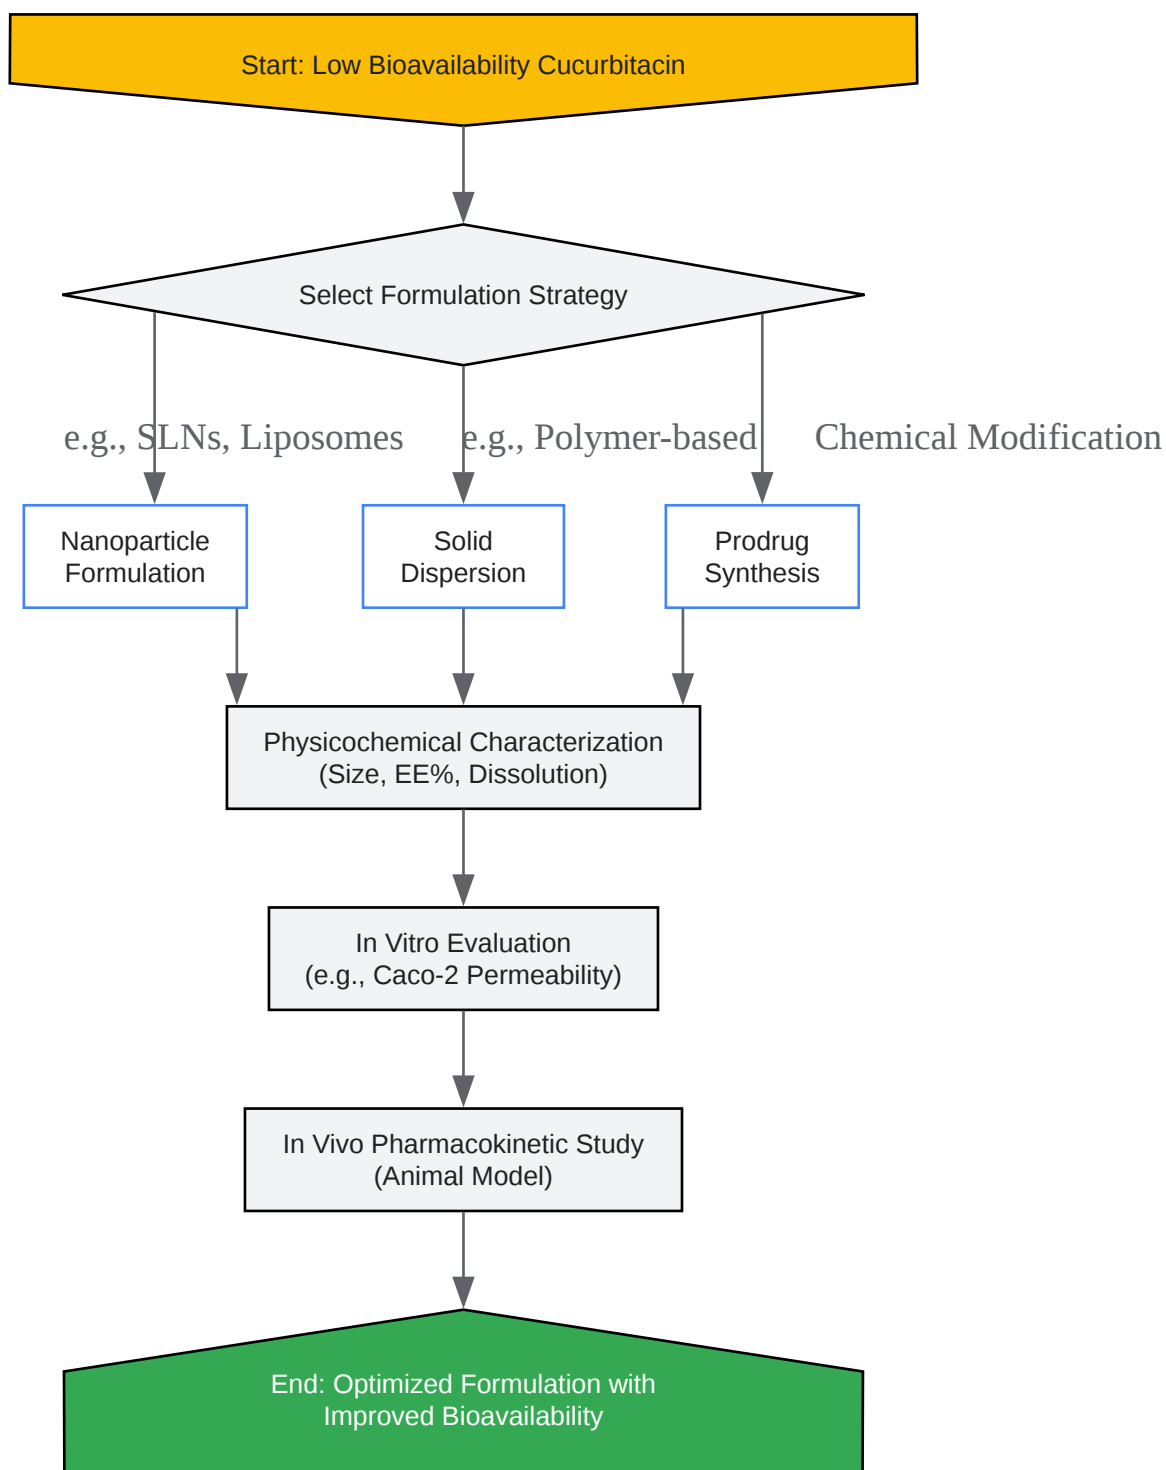 Start: Low Bioavailability Cucurbitacin
Select Formulation Strategy
e.g., SLNs, Liposomes
e.g., Polymer-based
Chemical Modification
Nanoparticle
Formulation
Solid
Dispersion
Prodrug
Synthesis
Physicochemical Characterization
(Size, EE%, Dissolution)
In Vitro Evaluation
(e.g., Caco-2 Permeability)
In Vivo Pharmacokinetic Study
(Animal Model)
End: Optimized Formulation with
Improved Bioavailability